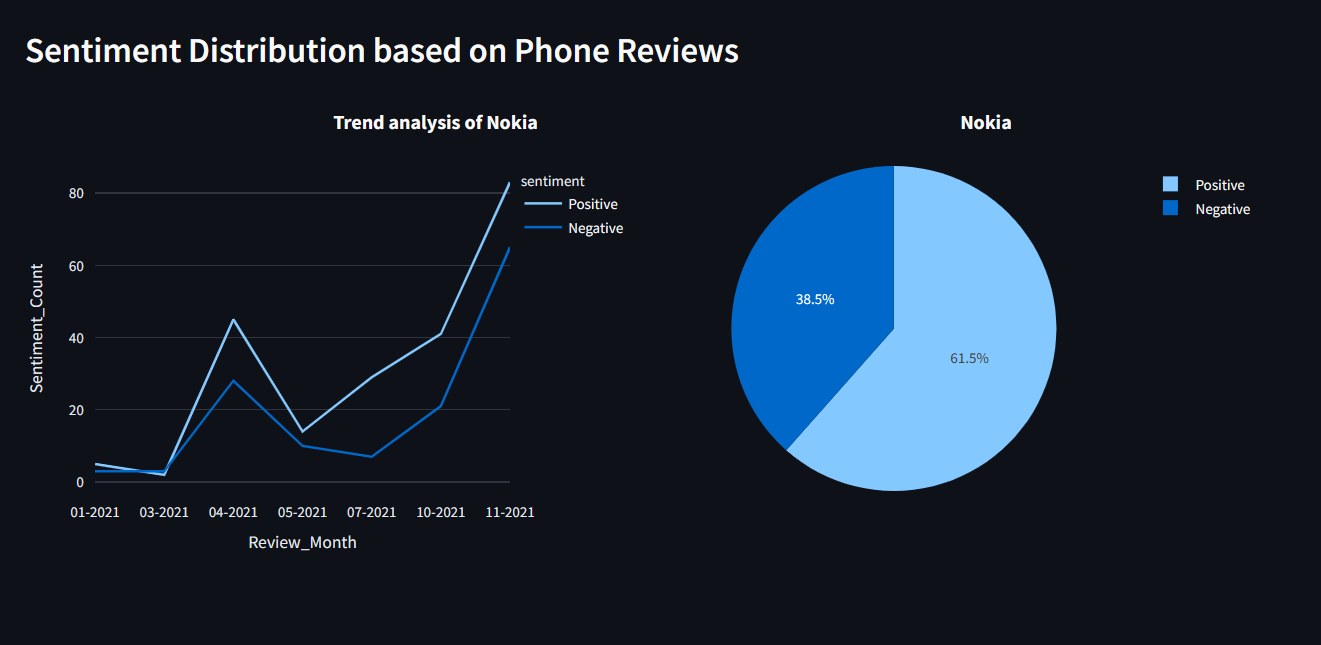 Sentiment Distribution based on Phone Reviews
Trend analysis of Nokia
sentiment
Positive
Negative
80
60
40
20
0
Sentiment_Count
01-2021 03-2021 04-2021 05-2021 07-2021 10-2021 11-2021
Review_Month
Nokia
38.5%
61.5%
Positive
Negative